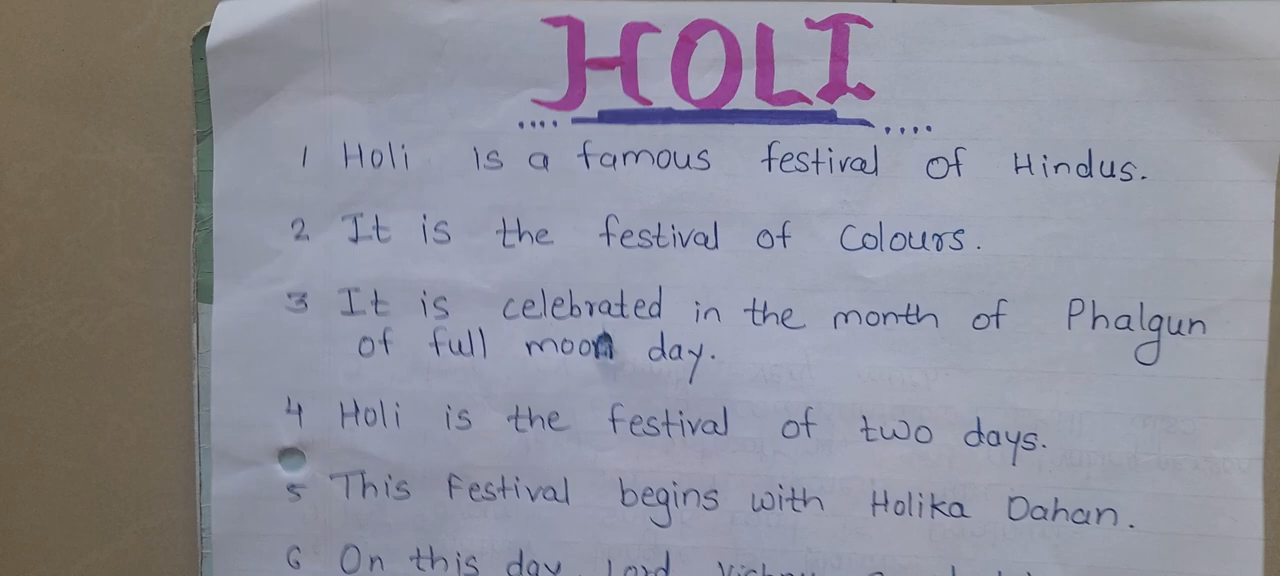 HOLI
1 Holi is a famous festival of Hindus.
2 It is the festival of Colours.
3 It is celebrated in the month of Phalgun
of full moon day.
4 Holi is the festival of two days.
5 This Festival begins with Holika Dahan.
6 On this day Lord Vishnu